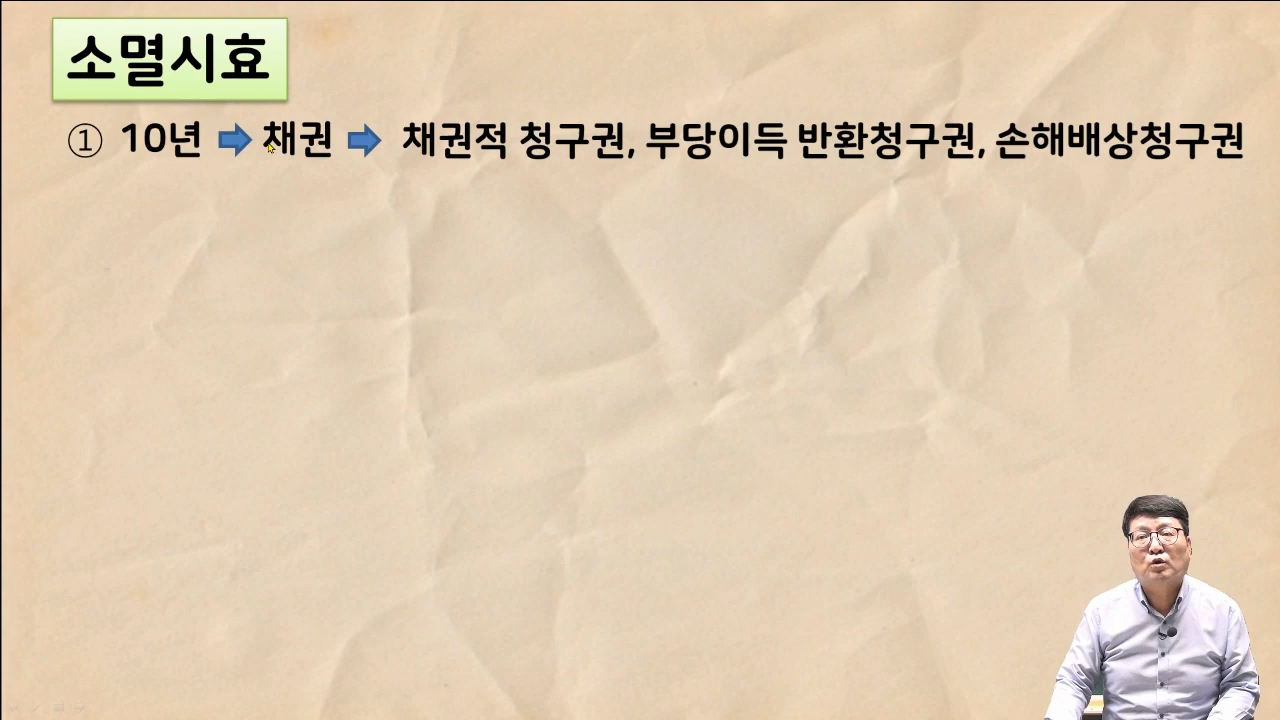 소멸시효
① 10년 ➡ 채권 ➡ 채권적 청구권, 부당이득 반환청구권, 손해배상청구권